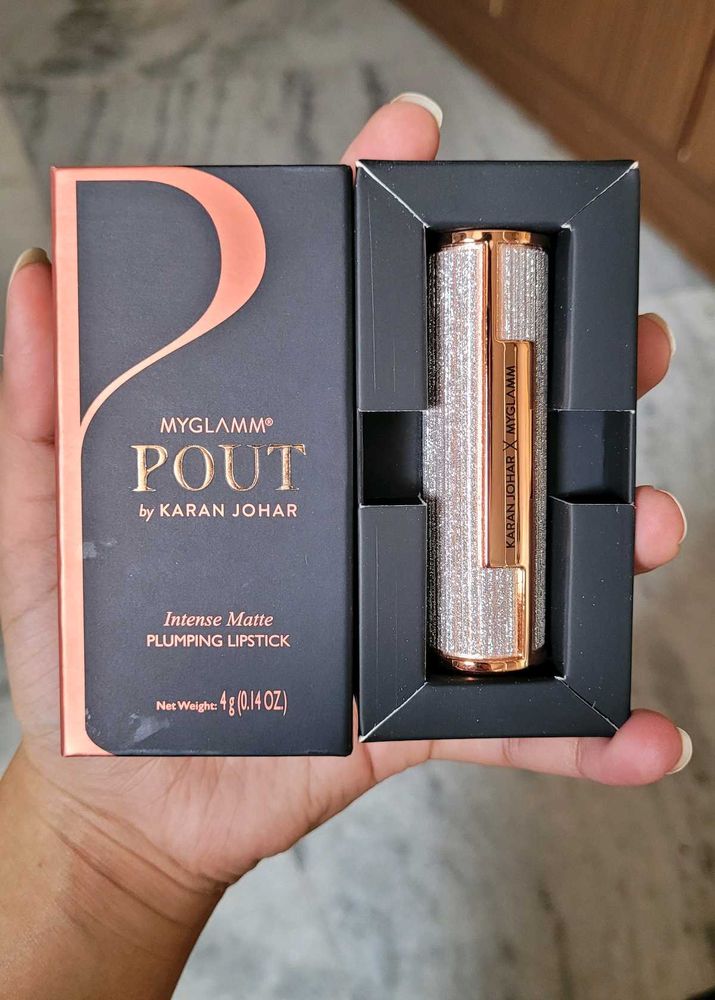 MYGLAMM®
POUT
by KARAN JOHAR
Intense Matte
PLUMPING LIPSTICK
Net Weight: 4 g (0.14 OZ.)
KARAN JOHAR X MYGLAMM